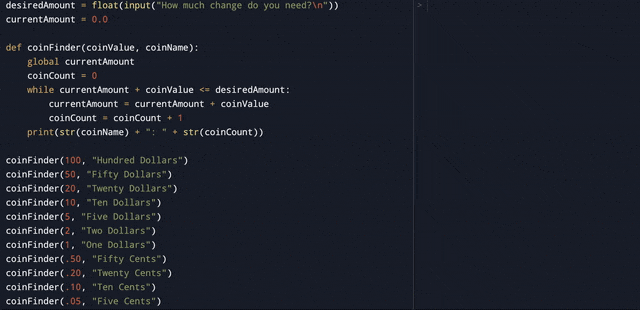 desiredAmount = float(input("How much change do you need?\n"))
currentAmount = 0.0

def coinFinder(coinValue, coinName):
    global currentAmount
    coinCount = 0
    while currentAmount + coinValue <= desiredAmount:
        currentAmount = currentAmount + coinValue
        coinCount = coinCount + 1
    print(str(coinName) + ": " + str(coinCount))

coinFinder(100, "Hundred Dollars")
coinFinder(50, "Fifty Dollars")
coinFinder(20, "Twenty Dollars")
coinFinder(10, "Ten Dollars")
coinFinder(5, "Five Dollars")
coinFinder(2, "Two Dollars")
coinFinder(1, "One Dollars")
coinFinder(.50, "Fifty Cents")
coinFinder(.20, "Twenty Cents")
coinFinder(.10, "Ten Cents")
coinFinder(.05, "Five Cents")
>